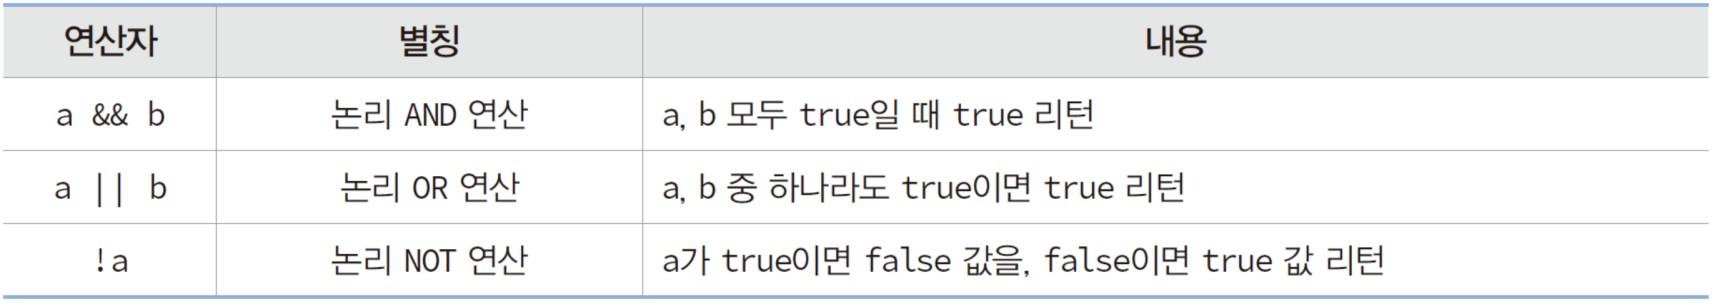 연산자 별칭 내용
a && b 논리 AND 연산 a, b 모두 true일 때 true 리턴
a || b 논리 OR 연산 a, b 중 하나라도 true이면 true 리턴
!a 논리 NOT 연산 a가 true이면 false 값을, false이면 true 값 리턴